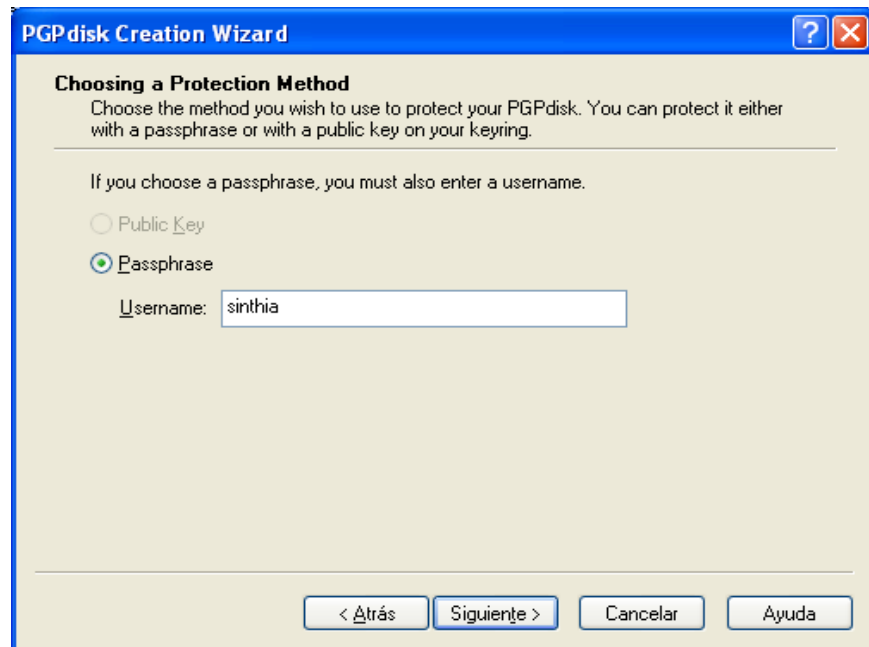 PGPdisk Creation Wizard
Choosing a Protection Method
Choose the method you wish to use to protect your PGPdisk. You can protect it either
with a passphrase or with a public key on your keyring.
If you choose a passphrase, you must also enter a username.
Public Key
Passphrase
Username: sinthia
< Atrás Siguiente > Cancelar Ayuda